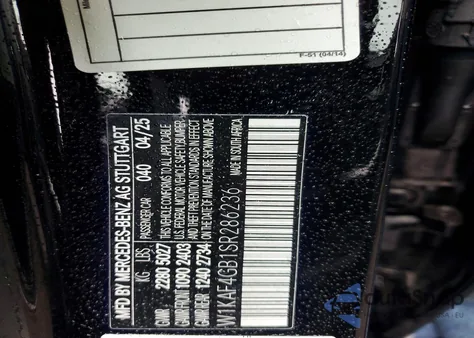 F-51 (04/14)
MFD BY MERCEDES-BENZ AG STUTTGART
KG LBS PASSENGER CAR 040 04/25
GVWR 2280 5027
GAWR FRT 1090 2403
GAWR RR 1240 2734
THIS VEHICLE CONFORMS TO ALL APPLICABLE
U.S. FEDERAL MOTOR VEHICLE SAFETY, BUMPER,
AND THEFT PREVENTION STANDARDS IN EFFECT
ON THE DATE OF MANUFACTURE SHOWN ABOVE
W1KAF4GB1SR286236
MADE IN SOUTH AFRICA